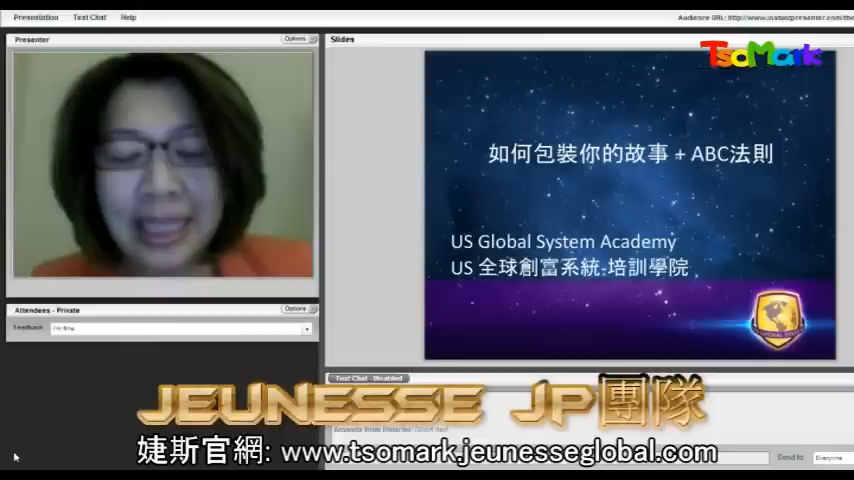 Presentation Text Chat Help
Audience URL: http://www.instantpresenter.com/the
Presenter
Options
Slides
TsoMark
如何包裝你的故事 + ABC法則
US Global System Academy
US 全球創富系統-培訓學院
Attendees - Private
Options
Feedback
I'm fine
Text Chat - Disabled
JEUNESSE JP團隊
Send to:
Everyone
婕斯官網: www.tsomark.jeunesseglobal.com